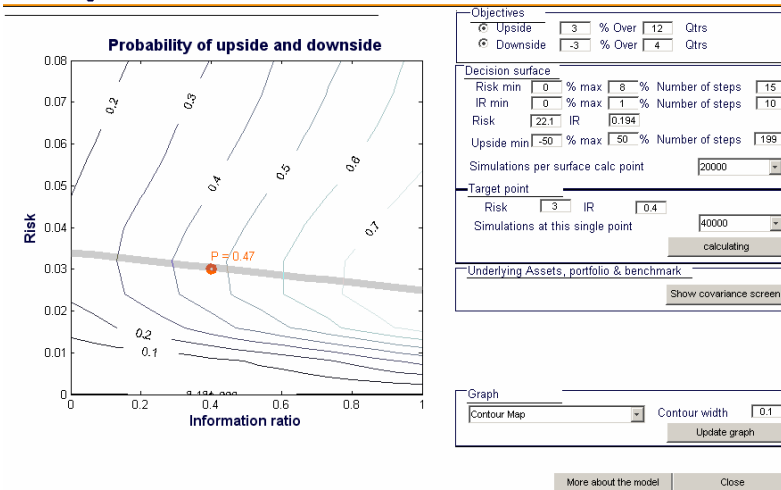 Probability of upside and downside
0.08
0.07
0.06
0.05
0.04
0.03
0.02
0.01
0
Risk
0.2
0.3
0.4
0.5
0.6
0.7
P = 0.47
0.2
0.1
0
0.2
0.4
0.6
0.8
1
Information ratio
Objectives
Upside 3 % Over 12 Qtrs
Downside -3 % Over 4 Qtrs
Decision surface
Risk min 0 % max 8 % Number of steps 15
IR min 0 % max 1 % Number of steps 10
Risk 22.1 IR 0.194
Upside min -50 % max 50 % Number of steps 199
Simulations per surface calc point 20000
Target point
Risk 3 IR 0.4
Simulations at this single point 40000
calculating
Underlying Assets, portfolio & benchmark
Show covariance screen
Graph
Contour Map Contour width 0.1
Update graph
More about the model Close